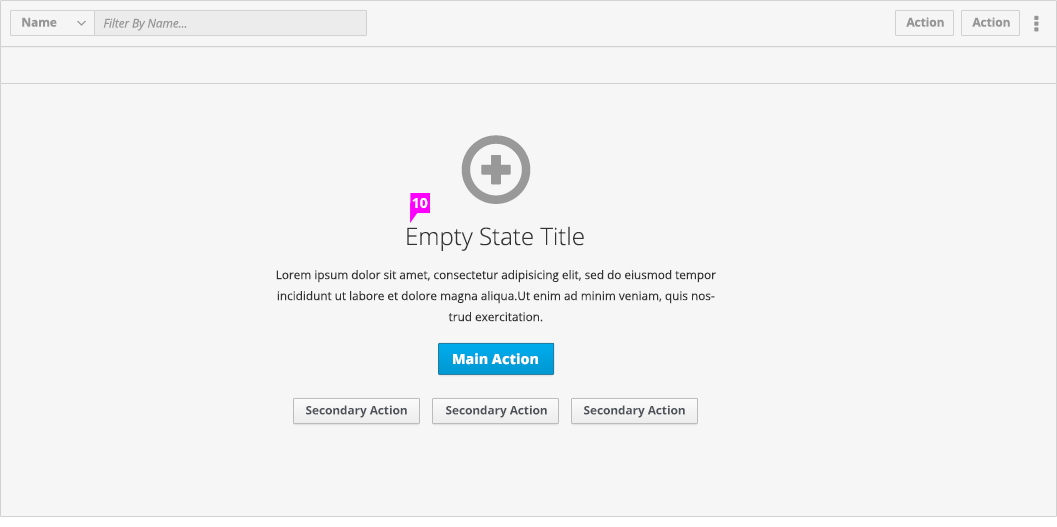 Name Filter By Name... Action Action
10
Empty State Title
Lorem ipsum dolor sit amet, consectetur adipisicing elit, sed do eiusmod tempor
incididunt ut labore et dolore magna aliqua.Ut enim ad minim veniam, quis nos-
trud exercitation.
Main Action
Secondary Action Secondary Action Secondary Action